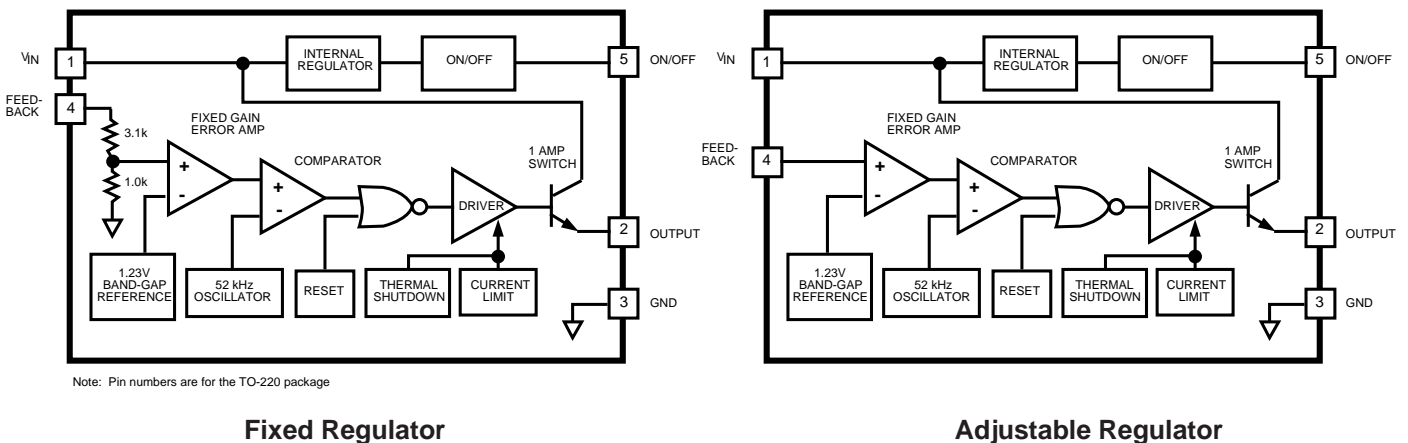 VIN
1
INTERNAL
REGULATOR
ON/OFF
5
ON/OFF
FEED-
BACK
4
3.1k
1.0k
FIXED GAIN
ERROR AMP
+
-
COMPARATOR
+
-
1 AMP
SWITCH
DRIVER
2
OUTPUT
1.23V
BAND-GAP
REFERENCE
52 kHz
OSCILLATOR
RESET
THERMAL
SHUTDOWN
CURRENT
LIMIT
3
GND
Note: Pin numbers are for the TO-220 package
Fixed Regulator
VIN
1
INTERNAL
REGULATOR
ON/OFF
5
ON/OFF
FIXED GAIN
ERROR AMP
FEED-
BACK
4
+
-
COMPARATOR
+
-
1 AMP
SWITCH
DRIVER
2
OUTPUT
1.23V
BAND-GAP
REFERENCE
52 kHz
OSCILLATOR
RESET
THERMAL
SHUTDOWN
CURRENT
LIMIT
3
GND
Adjustable Regulator